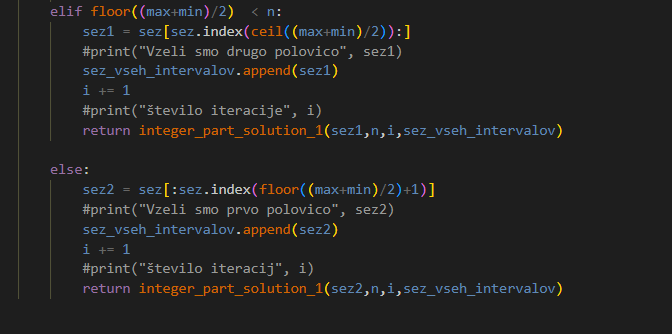 elif floor((max+min)/2)  < n:
    sez1 = sez[sez.index(ceil((max+min)/2)):]
    #print("Vzeli smo drugo polovico", sez1)
    sez_vseh_intervalov.append(sez1)
    i += 1
    #print("število iteracije", i)
    return integer_part_solution_1(sez1,n,i,sez_vseh_intervalov)
else:
    sez2 = sez[:sez.index(floor((max+min)/2)+1)]
    #print("Vzeli smo prvo polovico", sez2)
    sez_vseh_intervalov.append(sez2)
    i += 1
    #print("število iteracij", i)
    return integer_part_solution_1(sez2,n,i,sez_vseh_intervalov)